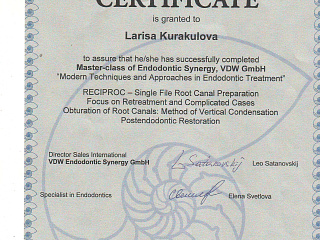 CERTIFICATE
is granted to
Larisa Kurakulova
to assure that he/she has successfully completed
Master-class of Endodontic Synergy, VDW GmbH
"Modern Techniques and Approaches in Endodontic Treatment"
RECIPROC – Single File Root Canal Preparation
Focus on Retreatment and Complicated Cases
Obturation of Root Canals: Method of Vertical Condensation
Postendodontic Restoration
Director Sales International
VDW Endodontic Synergy GmbH
L. Satanovskij
Leo Satanovskij
Specialist in Endodontics
Elena Svetlova